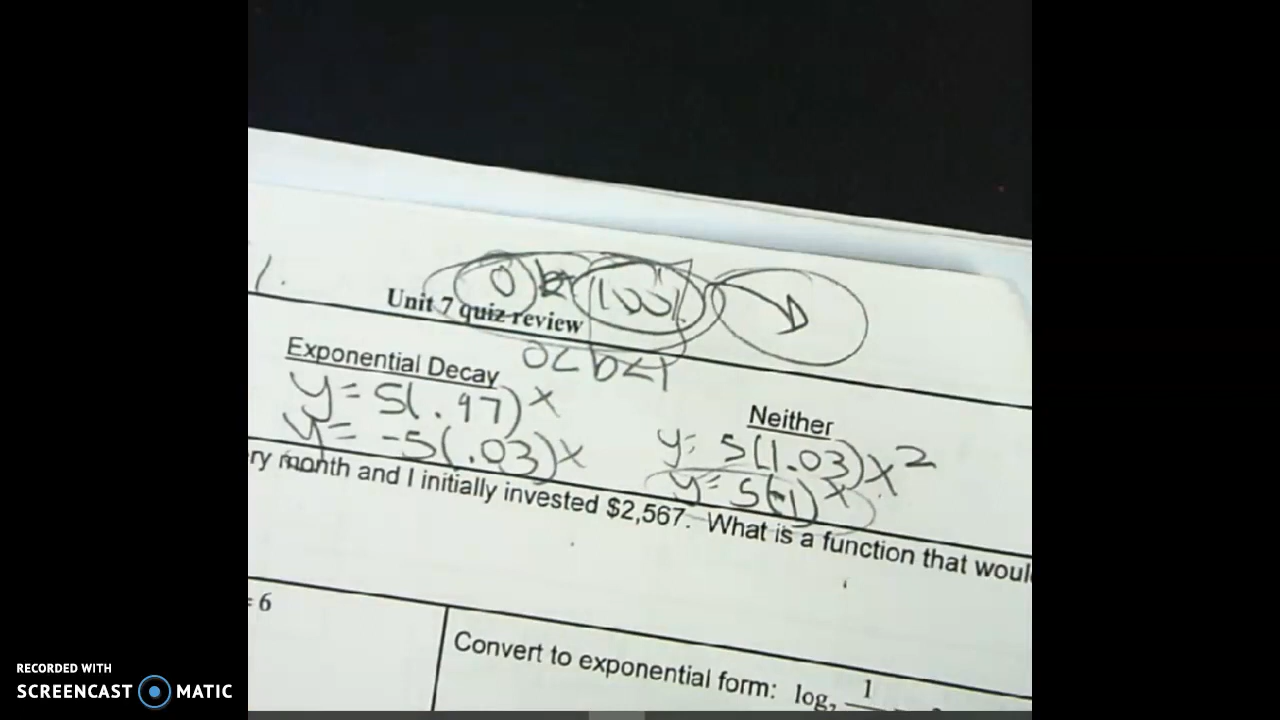 1.
0 100%
Unit 7 quiz review
0<b<1
Exponential Decay
y= 5(.97)^x
y= -5(.03)^x
Neither
y= 5(1.03)x^2
y= 5(-1)^x
ry month and I initially invested $2,567. What is a function that woul
= 6
Convert to exponential form: log 1
RECORDED WITH
SCREENCAST MATIC